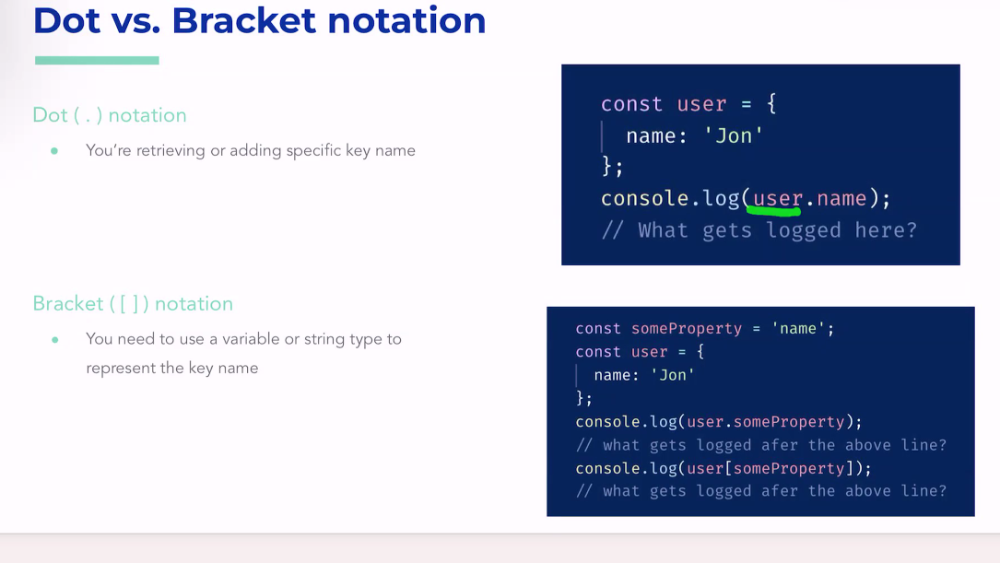 Dot vs. Bracket notation
Dot ( . ) notation
● You're retrieving or adding specific key name
const user = {
name: 'Jon'
};
console.log(user.name);
// What gets logged here?
Bracket ( [ ] ) notation
● You need to use a variable or string type to
represent the key name
const someProperty = 'name';
const user = {
name: 'Jon'
};
console.log(user.someProperty);
// what gets logged afer the above line?
console.log(user[someProperty]);
// what gets logged afer the above line?